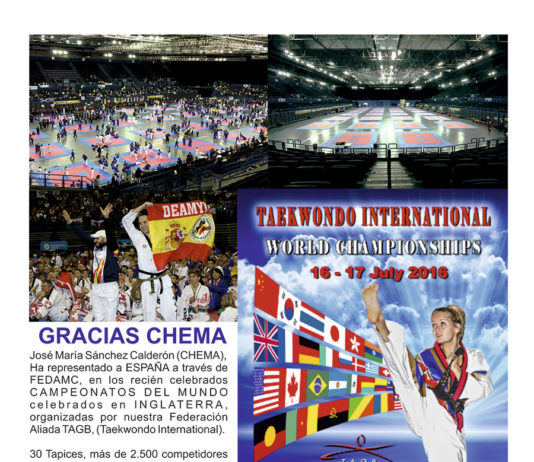 DEAMYJ
TAEKWONDO INTERNATIONAL
WORLD CHAMPIONSHIPS
16 - 17 July 2016
GRACIAS CHEMA
José María Sánchez Calderón (CHEMA),
Ha representado a ESPAÑA a través de
FEDAMC, en los recién celebrados
CAMPEONATOS DEL MUNDO
celebrados en INGLATERRA,
organizadas por nuestra Federación
Aliada TAGB, (Taekwondo International).
30 Tapices, más de 2.500 competidores